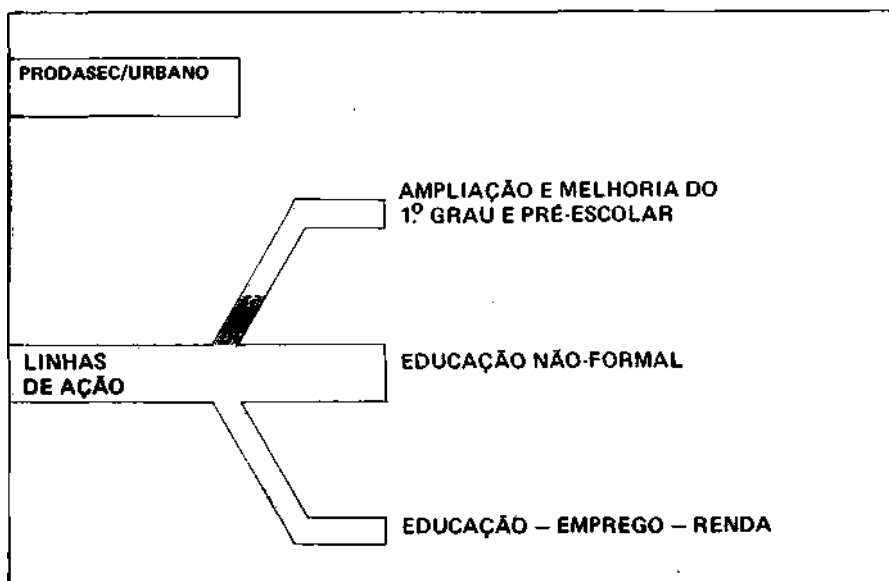 PRODASEC/URBANO
AMPLIAÇÃO E MELHORIA DO
1º GRAU E PRÉ-ESCOLAR
LINHAS
DE AÇÃO
EDUCAÇÃO NÃO-FORMAL
EDUCAÇÃO – EMPREGO – RENDA